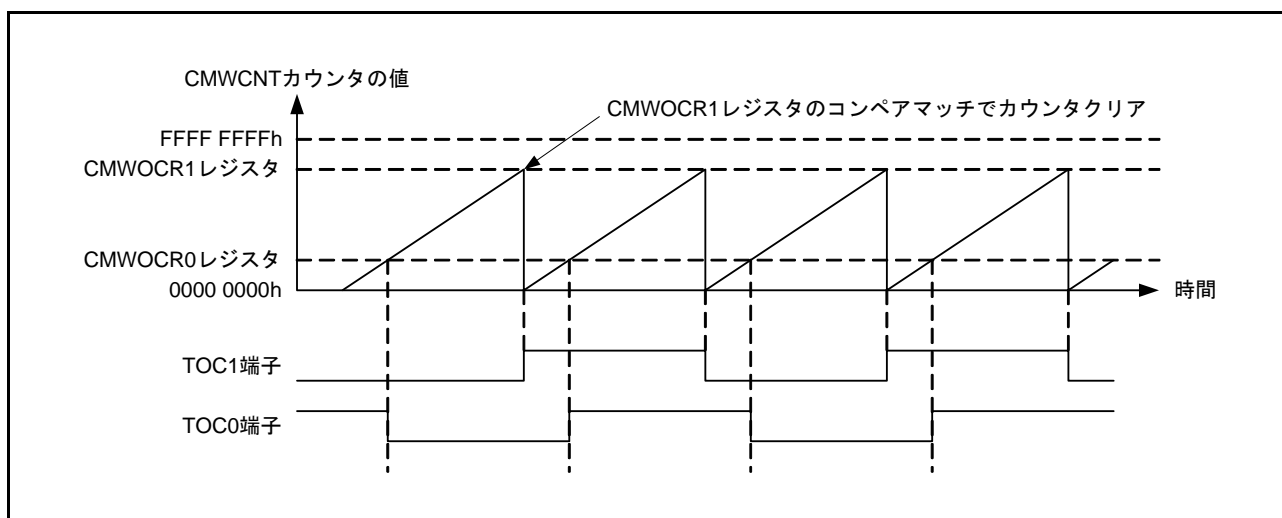 CMWCNTカウンタの値
CMWOCR1レジスタのコンペアマッチでカウンタクリア
FFFF FFFFh
CMWOCR1レジスタ
CMWOCR0レジスタ
0000 0000h
時間
TOC1端子
TOC0端子